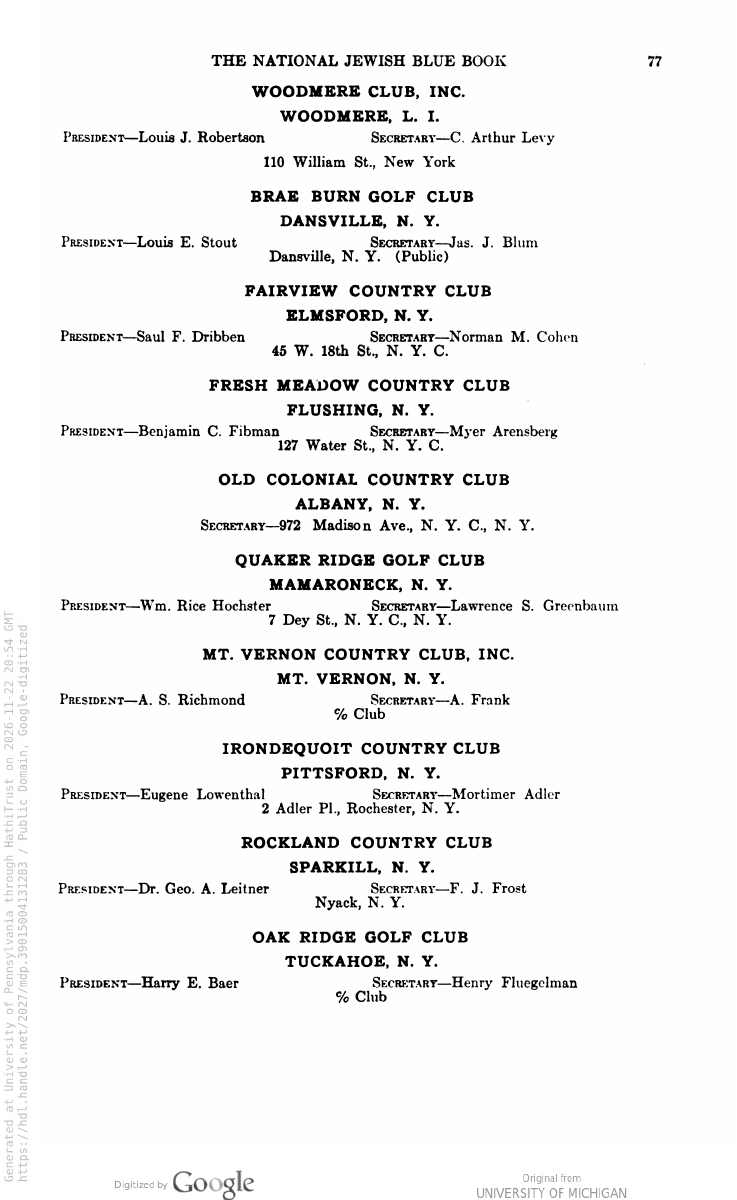 THE NATIONAL JEWISH BLUE BOOK 77
WOODMERE CLUB, INC.
WOODMERE, L. I.
PRESIDENT—Louis J. Robertson SECRETARY—C. Arthur Levy
110 William St., New York
BRAE BURN GOLF CLUB
DANSVILLE, N. Y.
PRESIDENT—Louis E. Stout SECRETARY—Jas. J. Blum
Dansville, N. Y. (Public)
FAIRVIEW COUNTRY CLUB
ELMSFORD, N. Y.
PRESIDENT—Saul F. Dribben SECRETARY—Norman M. Cohen
45 W. 18th St., N. Y. C.
FRESH MEADOW COUNTRY CLUB
FLUSHING, N. Y.
PRESIDENT—Benjamin C. Fibman SECRETARY—Myer Arensberg
127 Water St., N. Y. C.
OLD COLONIAL COUNTRY CLUB
ALBANY, N. Y.
SECRETARY—972 Madison Ave., N. Y. C., N. Y.
QUAKER RIDGE GOLF CLUB
MAMARONECK, N. Y.
PRESIDENT—Wm. Rice Hochster SECRETARY—Lawrence S. Greenbaum
7 Dey St., N. Y. C., N. Y.
MT. VERNON COUNTRY CLUB, INC.
MT. VERNON, N. Y.
PRESIDENT—A. S. Richmond SECRETARY—A. Frank
% Club
IRONDEQUOIT COUNTRY CLUB
PITTSFORD, N. Y.
PRESIDENT—Eugene Lowenthal SECRETARY—Mortimer Adler
2 Adler Pl., Rochester, N. Y.
ROCKLAND COUNTRY CLUB
SPARKILL, N. Y.
PRESIDENT—Dr. Geo. A. Leitner SECRETARY—F. J. Frost
Nyack, N. Y.
OAK RIDGE GOLF CLUB
TUCKAHOE, N. Y.
PRESIDENT—Harry E. Baer SECRETARY—Henry Fluegelman
% Club
Generated at University of Pennsylvania through HathiTrust on 2026-11-22 20:54 GMT
https://hdl.handle.net/2027/mdp.39015004131283 / Public Domain, Google-digitized
Digitized by Google
Original from
UNIVERSITY OF MICHIGAN